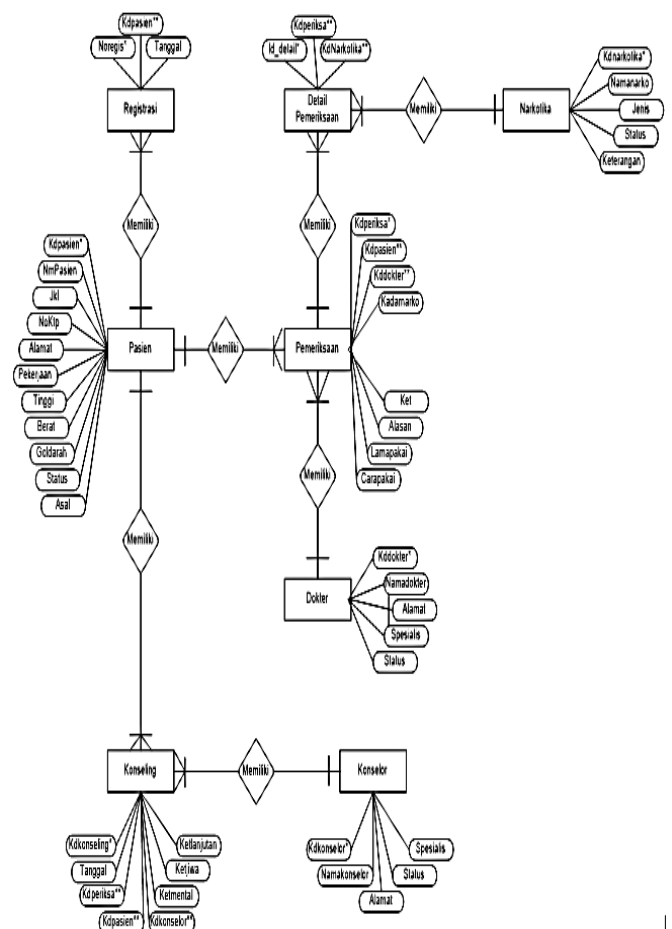 Kdpasien**
Noregis* Tanggal
Registrasi
Memiliki
Kdperiksa**
Id_detail* KdNarkotika**
Detail
Pemeriksaan
Memiliki
Narkotika
Kdnarkotika*
Namanarko
Jenis
Status
Keterangan
Memiliki
Kdpasien*
NmPasien
Jkl
NoKtp
Alamat
Pekerjaan
Tinggi
Berat
Goldarah
Status
Asal
Pasien
Memiliki
Pemeriksaan
Kdperiksa*
Kdpasien**
Kddokter**
Kadarnarko
Ket
Alasan
Lamapakai
Carapakai
Memiliki
Dokter
Kddokter*
Namadokter
Alamat
Spesialis
Status
Memiliki
Konseling
Memiliki
Konselor
Kdkonseling*
Tanggal
Kdperiksa**
Kdpasien**
Ketlanjutan
Ketjiwa
Ketmental
Kdkonselor**
Kdkonselor*
Namakonselor
Alamat
Status
Spesialis